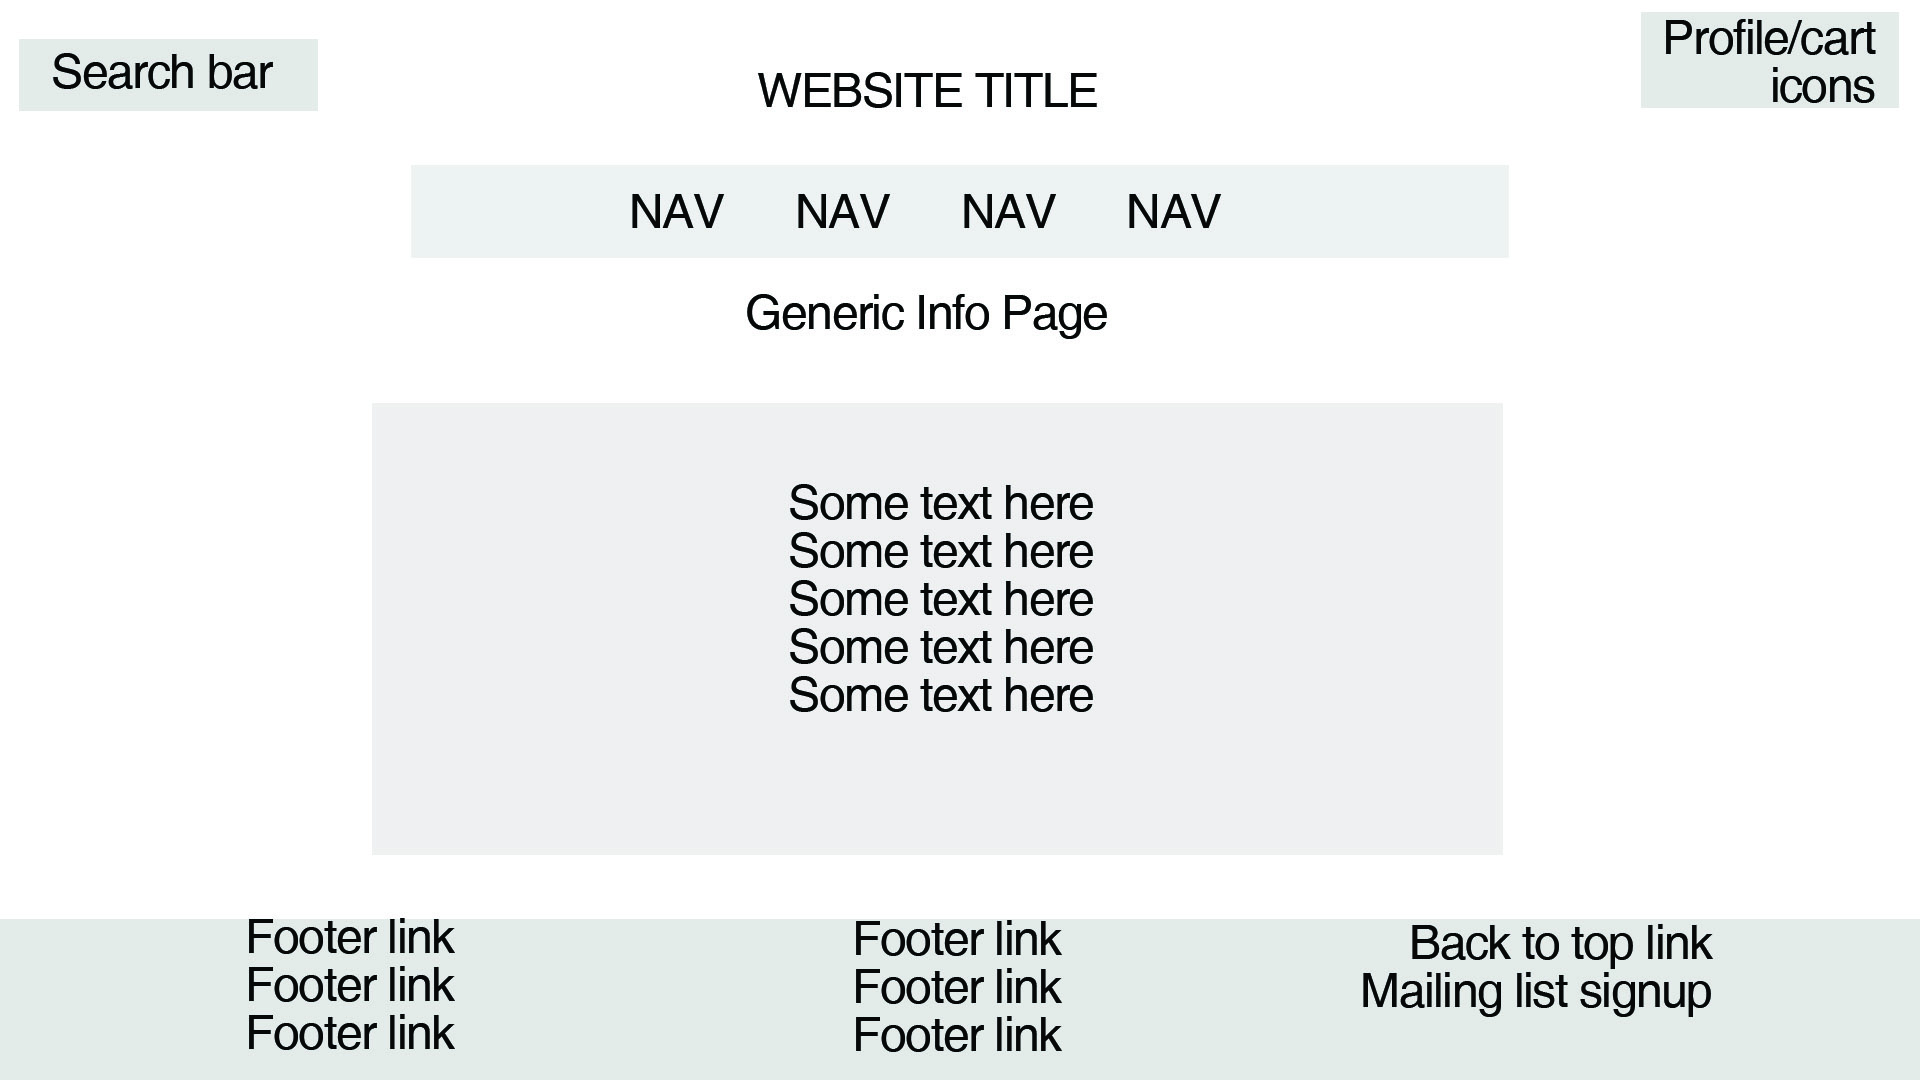 Search bar
WEBSITE TITLE
Profile/cart
icons
NAV NAV NAV NAV
Generic Info Page
Some text here
Some text here
Some text here
Some text here
Some text here
Footer link
Footer link
Footer link
Footer link
Footer link
Footer link
Back to top link
Mailing list signup